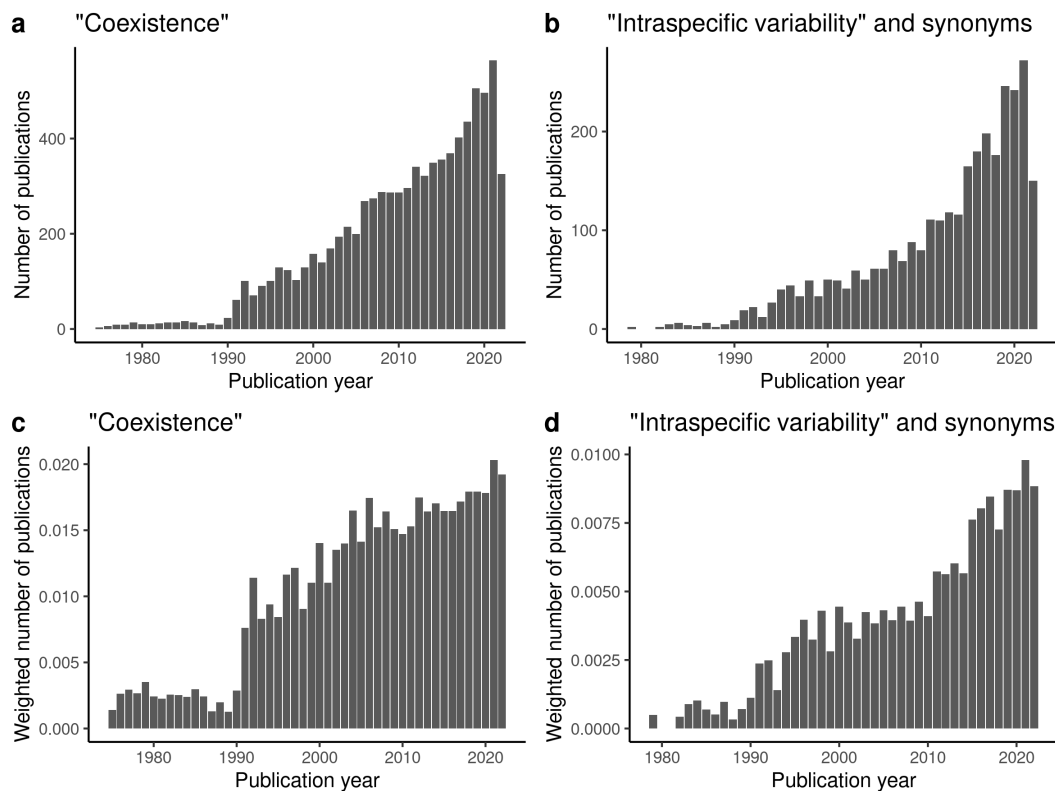 a "Coexistence"
Number of publications
400
200
0
1980 1990 2000 2010 2020
Publication year
b "Intraspecific variability" and synonyms
Number of publications
200
100
0
1980 1990 2000 2010 2020
Publication year
c "Coexistence"
Weighted number of publications
0.020
0.015
0.010
0.005
0.000
1980 1990 2000 2010 2020
Publication year
d "Intraspecific variability" and synonyms
Weighted number of publications
0.0100
0.0075
0.0050
0.0025
0.0000
1980 1990 2000 2010 2020
Publication year